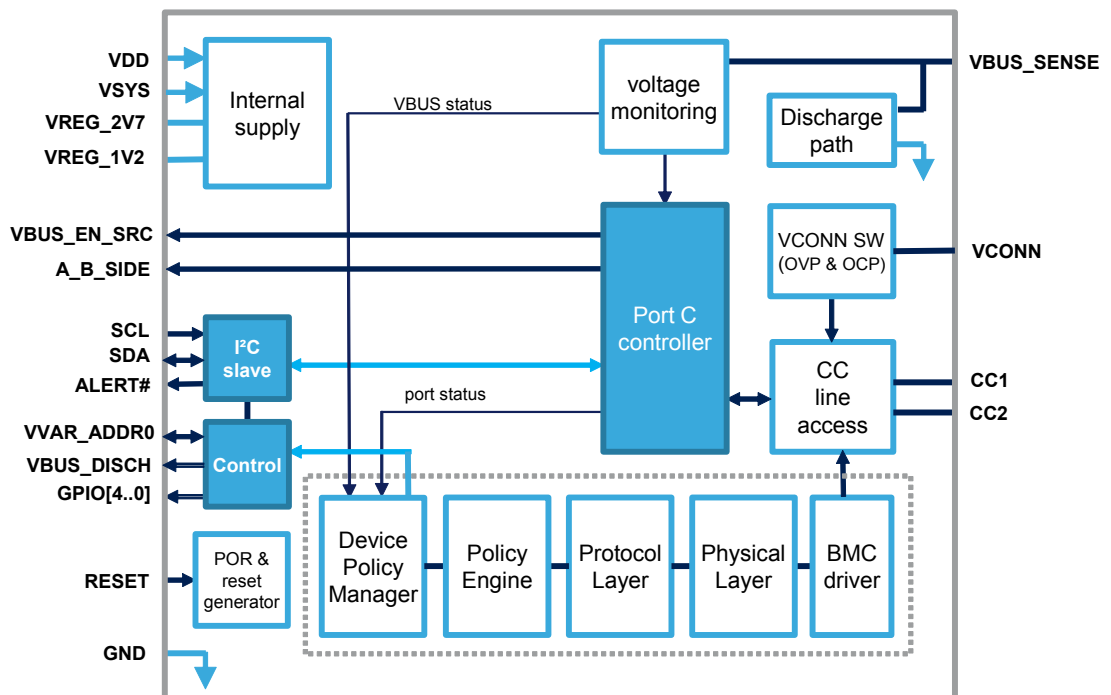 VDD
VSYS
VREG_2V7
VREG_1V2
Internal
supply
VBUS status
voltage
monitoring
VBUS_SENSE
Discharge
path
VBUS_EN_SRC
A_B_SIDE
Port C
controller
VCONN SW
(OVP & OCP)
VCONN
SCL
SDA
ALERT#
I²C
slave
CC
line
access
CC1
CC2
port status
VVAR_ADDR0
VBUS_DISCH
GPIO[4..0]
Control
Device
Policy
Manager
Policy
Engine
Protocol
Layer
Physical
Layer
BMC
driver
RESET
POR &
reset
generator
GND